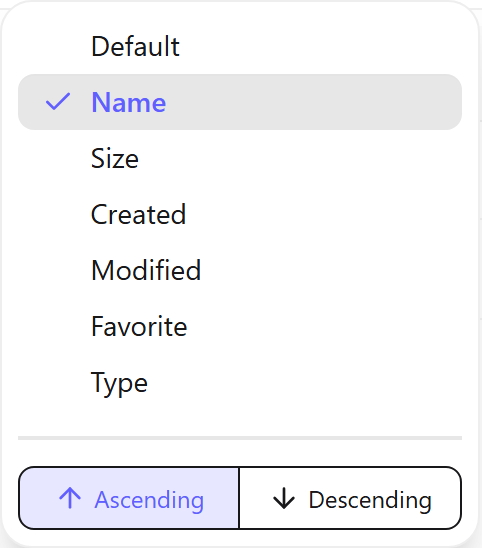 Default
Name
Size
Created
Modified
Favorite
Type
Ascending Descending